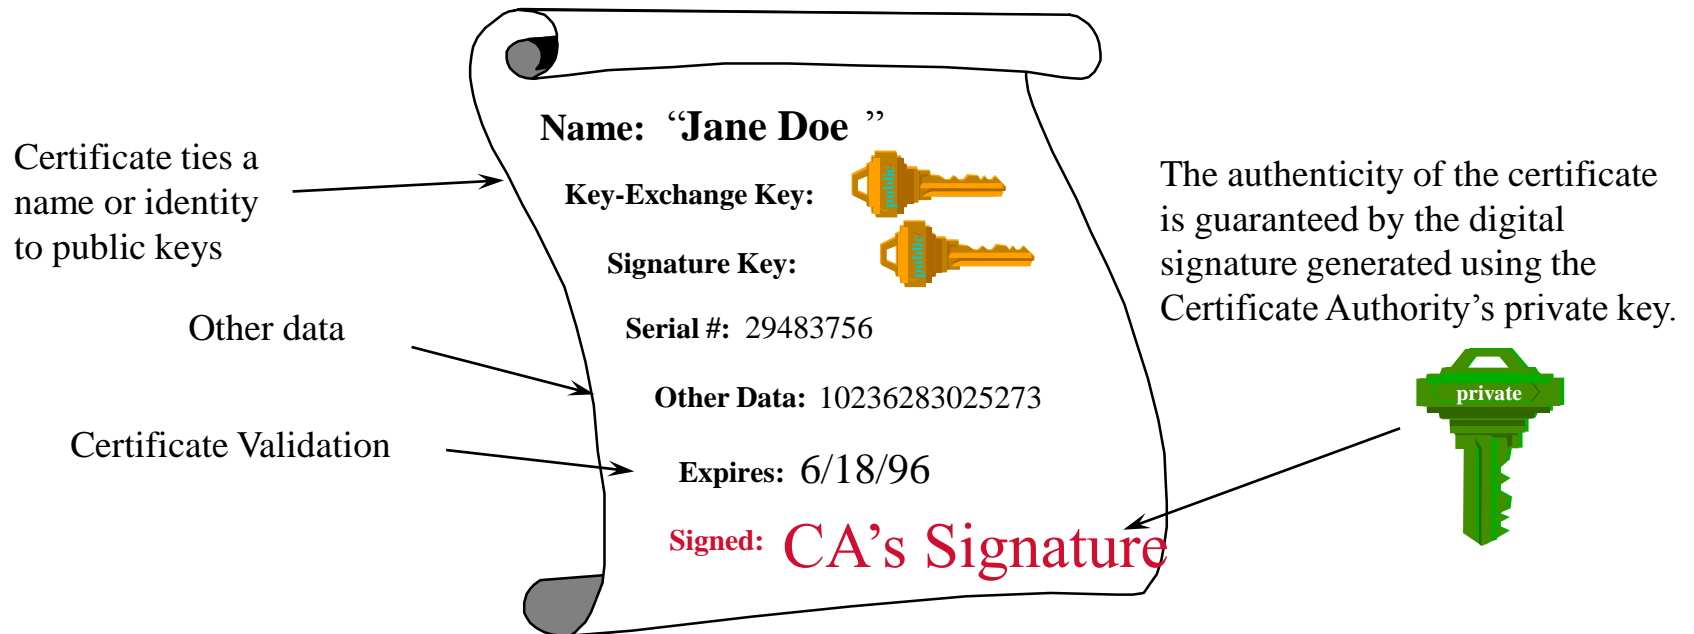 Name: “Jane Doe ”
Certificate ties a
name or identity
to public keys
Key-Exchange Key:
public
Signature Key:
public
The authenticity of the certificate
is guaranteed by the digital
signature generated using the
Certificate Authority’s private key.
Other data
Serial #: 29483756
private
Other Data: 10236283025273
Certificate Validation
Expires: 6/18/96
Signed: CA’s Signature